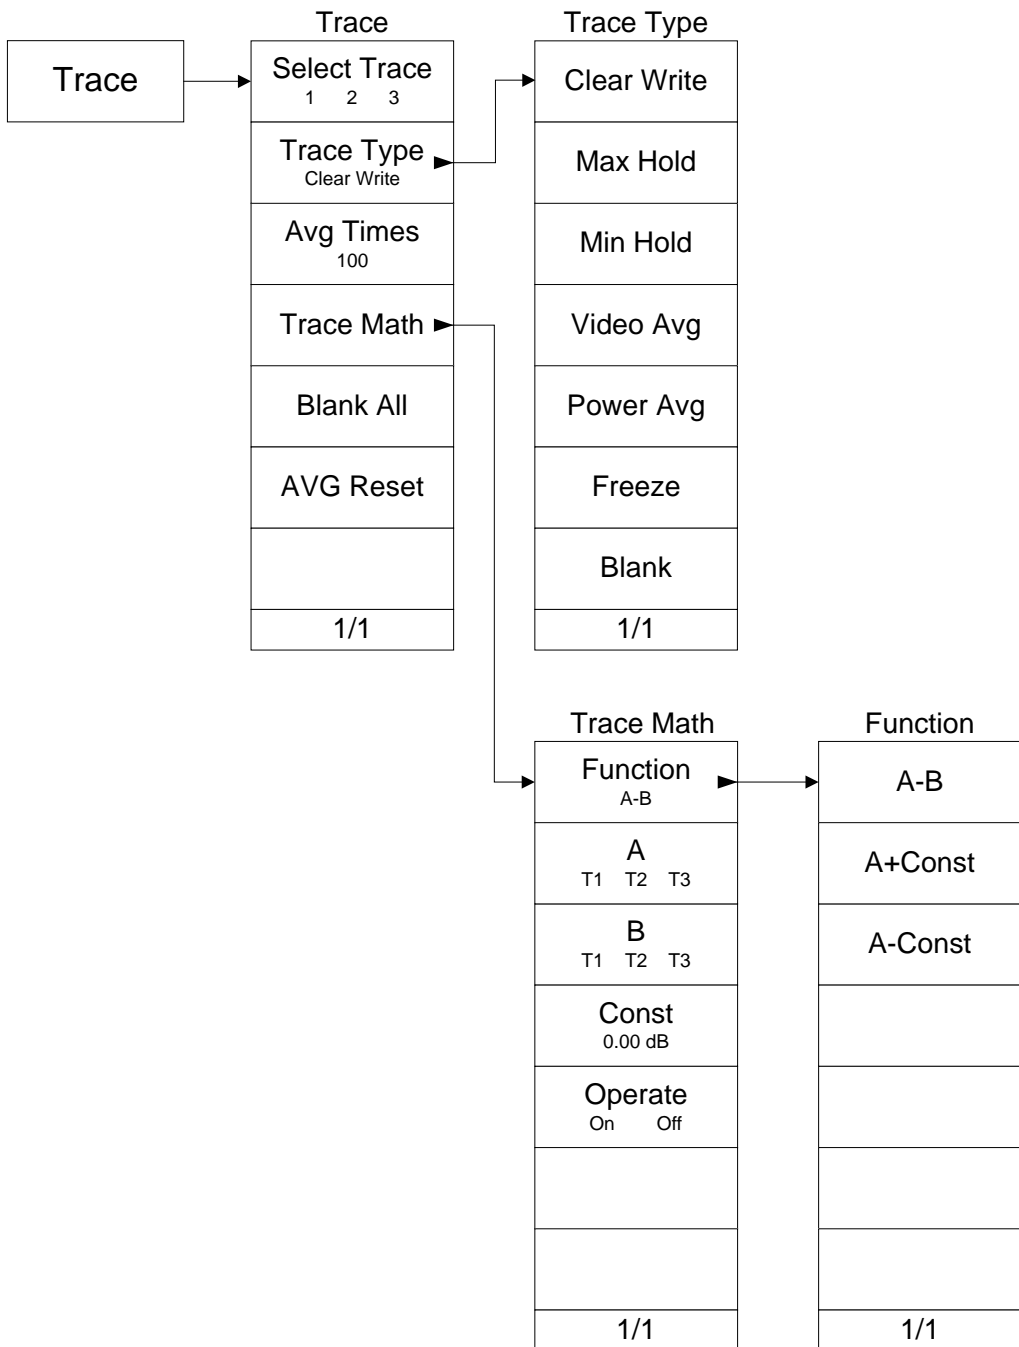 Trace
Trace
Select Trace
1 2 3
Trace Type
Clear Write
Avg Times
100
Trace Math
Blank All
AVG Reset
1/1
Trace Type
Clear Write
Max Hold
Min Hold
Video Avg
Power Avg
Freeze
Blank
1/1
Trace Math
Function
A-B
A
T1 T2 T3
B
T1 T2 T3
Const
0.00 dB
Operate
On Off
1/1
Function
A-B
A+Const
A-Const
1/1